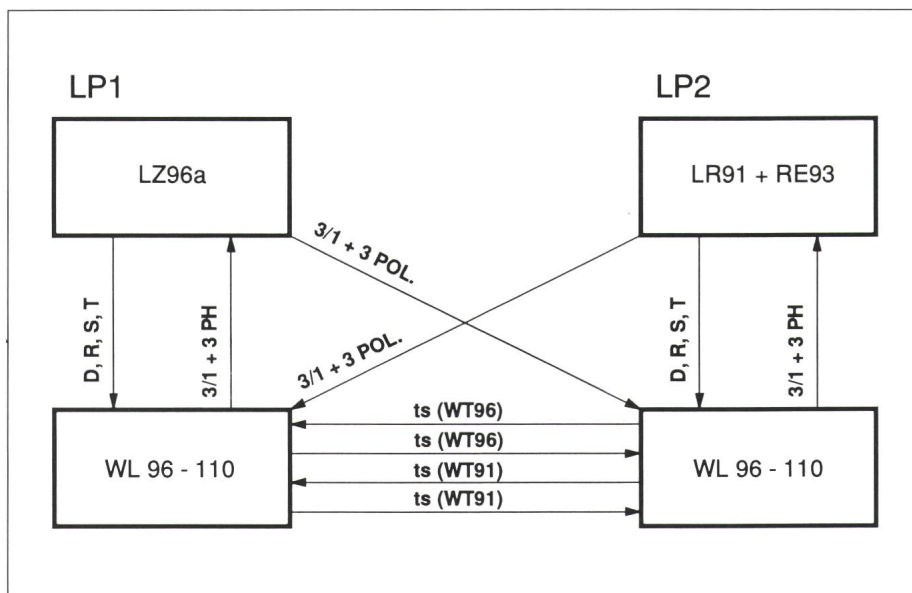 LP1
LP2
LZ96a
LR91 + RE93
3/1 + 3 POL.
3/1 + 3 POL.
D, R, S, T
3/1 + 3 PH
D, R, S, T
3/1 + 3 PH
ts (WT96)
ts (WT96)
ts (WT91)
ts (WT91)
WL 96 - 110
WL 96 - 110